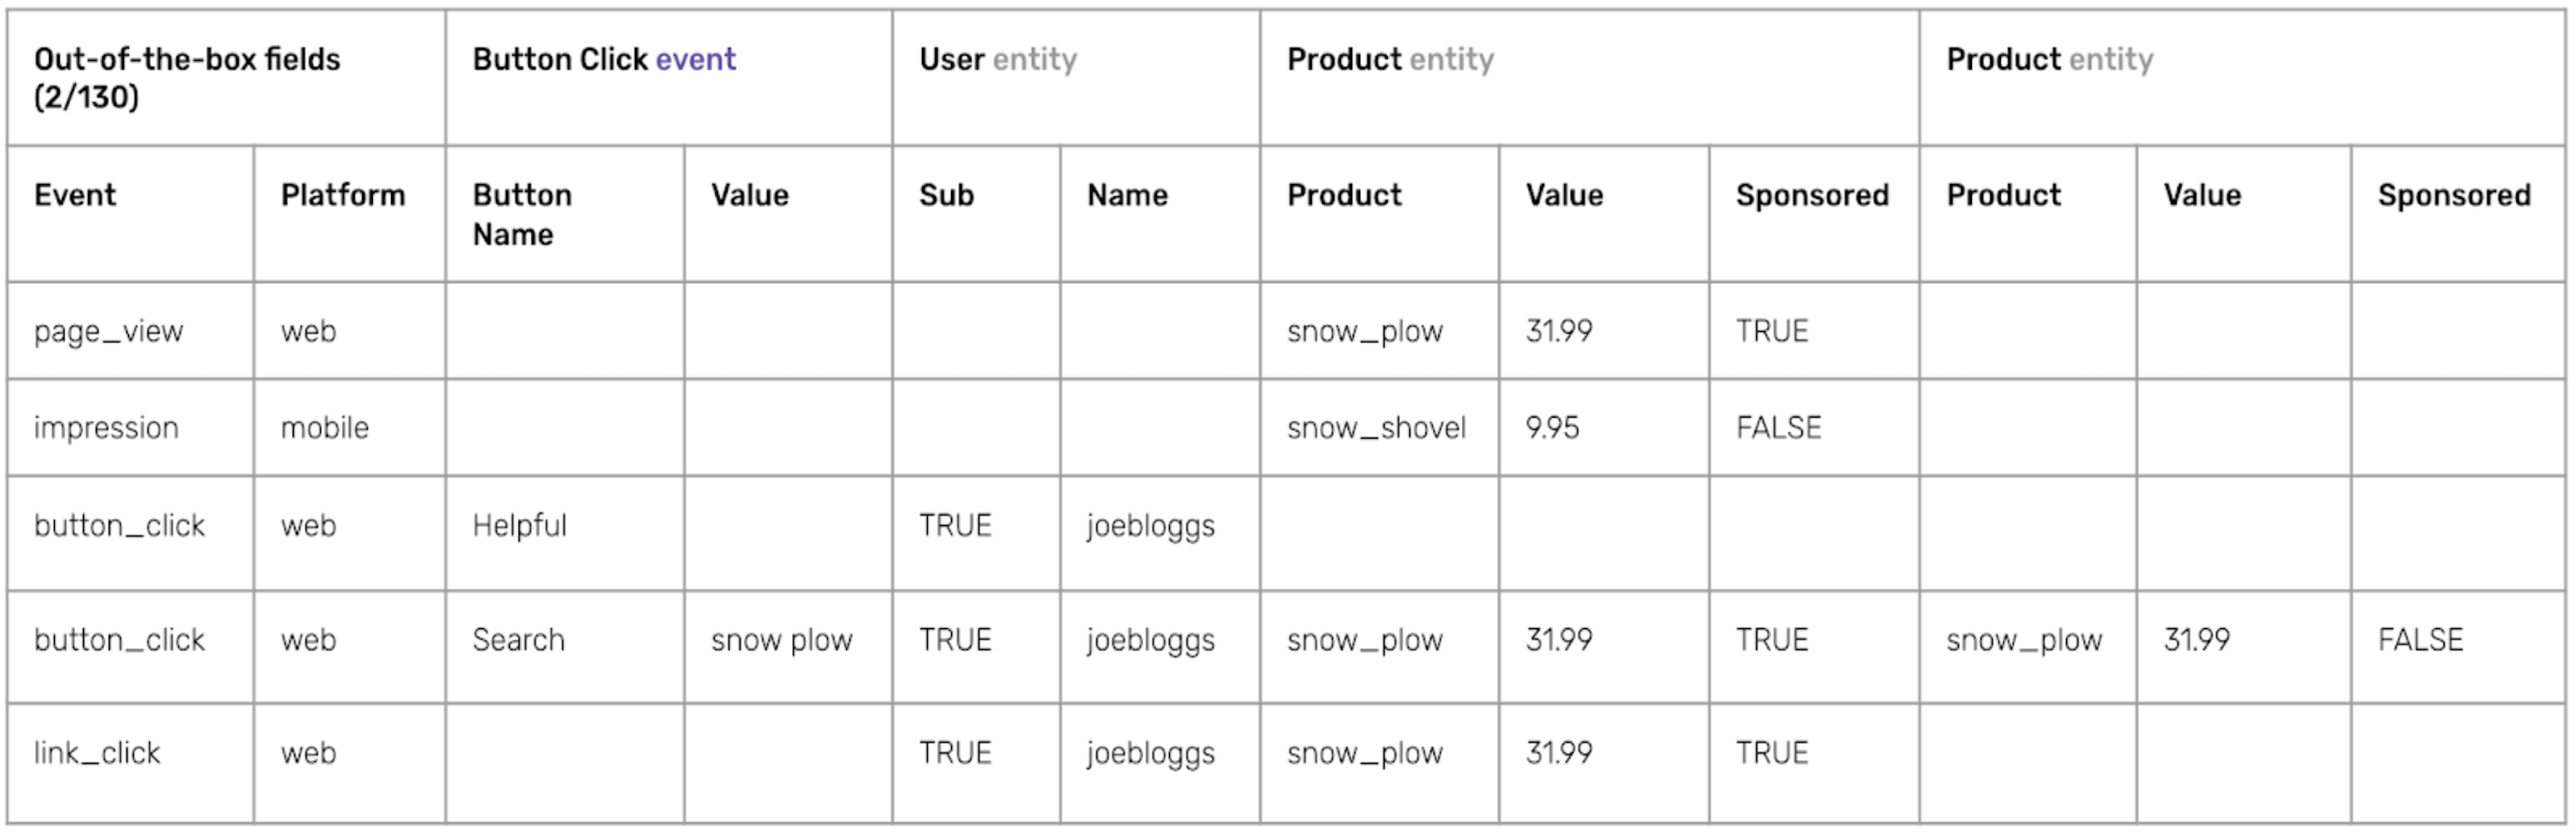 Out-of-the-box fields
(2/130)
Button Click event
User entity
Product entity
Product entity
Event
Platform
Button
Name
Value
Sub
Name
Product
Value
Sponsored
Product
Value
Sponsored
page_view
web
snow_plow
31.99
TRUE
impression
mobile
snow_shovel
9.95
FALSE
button_click
web
Helpful
TRUE
joebloggs
button_click
web
Search
snow plow
TRUE
joebloggs
snow_plow
31.99
TRUE
snow_plow
31.99
FALSE
link_click
web
TRUE
joebloggs
snow_plow
31.99
TRUE